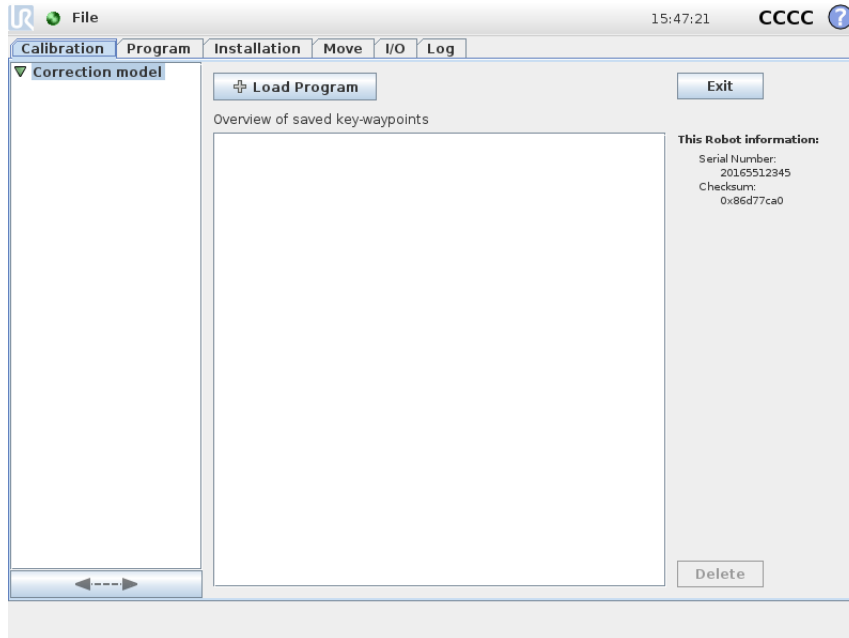 UR File 15:47:21 CCCC ?
Calibration Program Installation Move I/O Log
Correction model
Load Program
Exit
Overview of saved key-waypoints
This Robot information:
Serial Number:
20165512345
Checksum:
0x86d77ca0
Delete